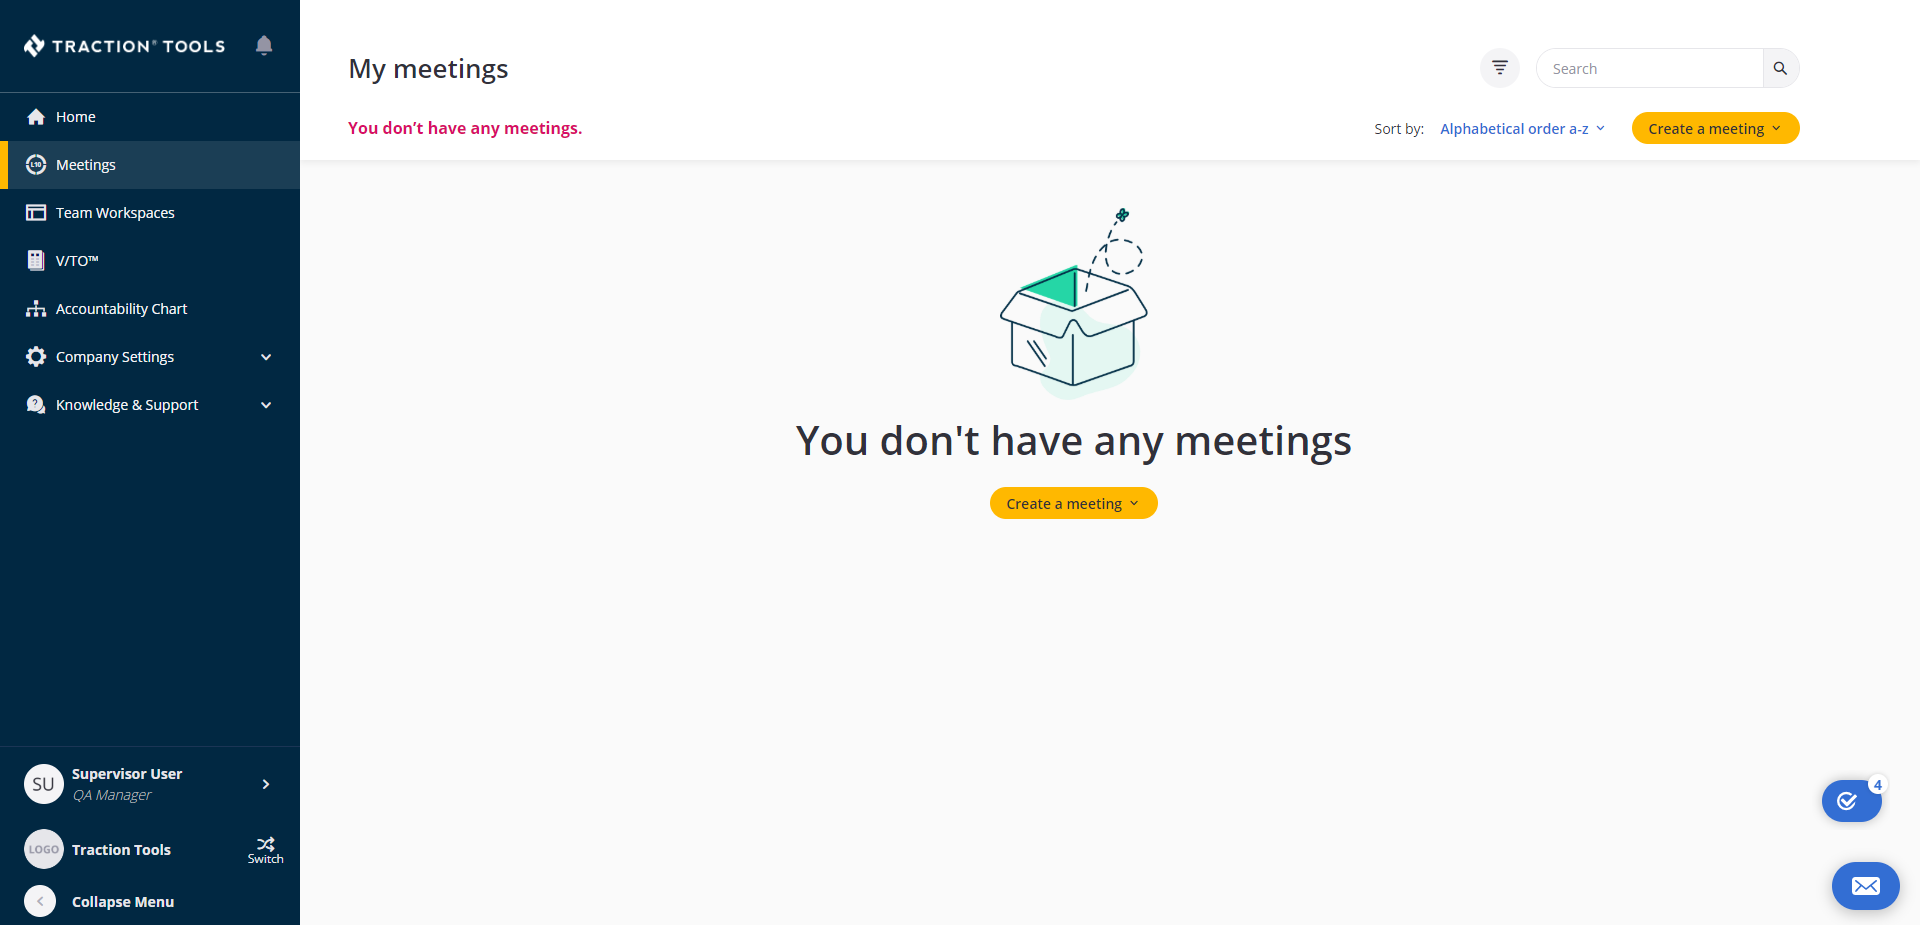 TRACTION® TOOLS
Home
L10
Meetings
Team Workspaces
V/TO™
Accountability Chart
Company Settings
?
Knowledge & Support
SU
Supervisor User
QA Manager
LOGO
Traction Tools
Switch
Collapse Menu
My meetings
Search
You don’t have any meetings.
Sort by: Alphabetical order a-z
Create a meeting
You don't have any meetings
Create a meeting
4